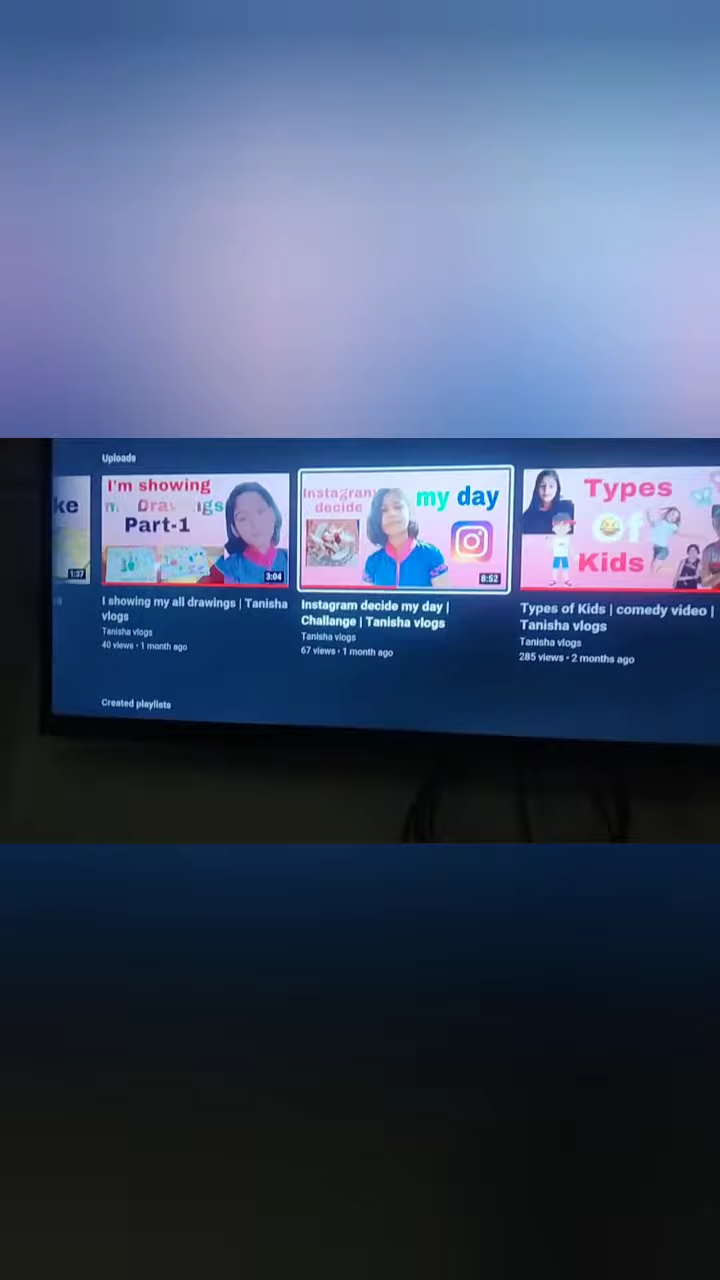 Uploads
ke
1:37
I'm showing
Part-1
3:04
I showing my all drawings | Tanisha
vlogs
Tanisha vlogs
40 views • 1 month ago
Instagram
decide
my day
8:52
Instagram decide my day |
Challange | Tanisha vlogs
Tanisha vlogs
67 views • 1 month ago
Types
of
Kids
Types of Kids | comedy video |
Tanisha vlogs
Tanisha vlogs
285 views • 2 months ago
Created playlists